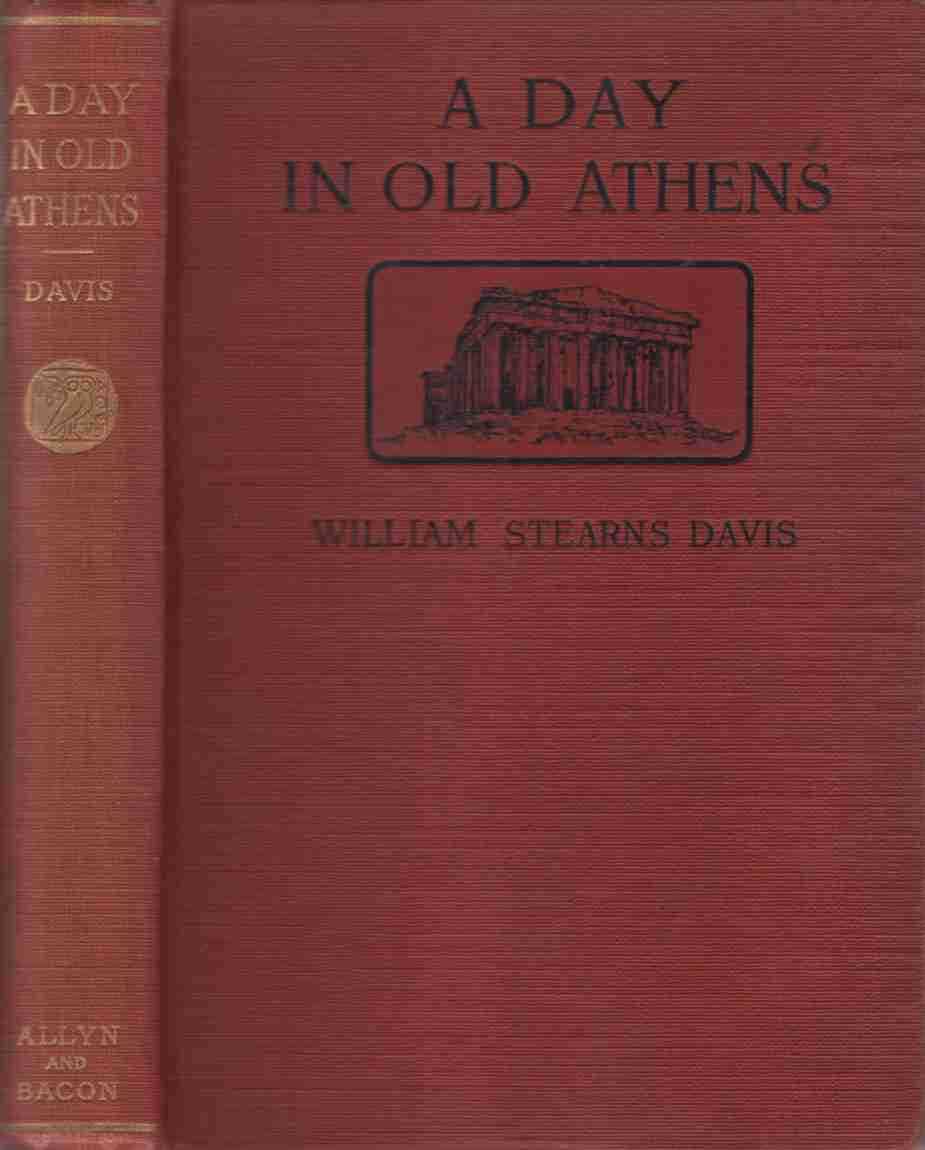 A DAY
IN OLD
ATHENS
DAVIS
ALLYN
AND
BACON
A DAY
IN OLD ATHENS
WILLIAM STEARNS DAVIS